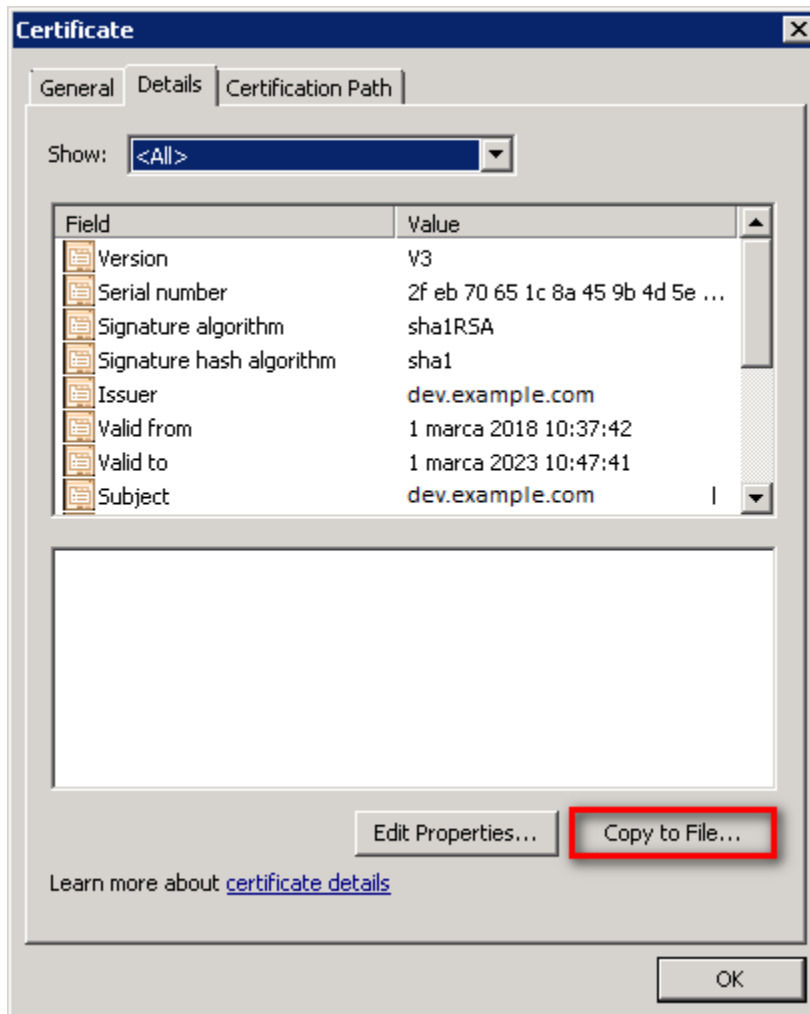 Certificate
General Details Certification Path
Show: <All>
Field Value
Version V3
Serial number 2f eb 70 65 1c 8a 45 9b 4d 5e ...
Signature algorithm sha1RSA
Signature hash algorithm sha1
Issuer dev.example.com
Valid from 1 marca 2018 10:37:42
Valid to 1 marca 2023 10:47:41
Subject dev.example.com
Edit Properties... Copy to File...
Learn more about certificate details
OK